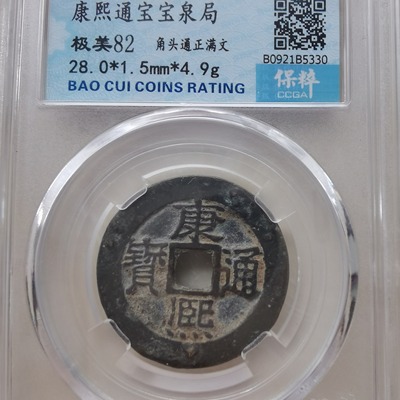 康熙通宝宝泉局
极美82 角头通正满文
28.0*1.5mm*4.9g
BAO CUI COINS RATING
B0921B5330
保粹
CCGA
康
寶 通
熙